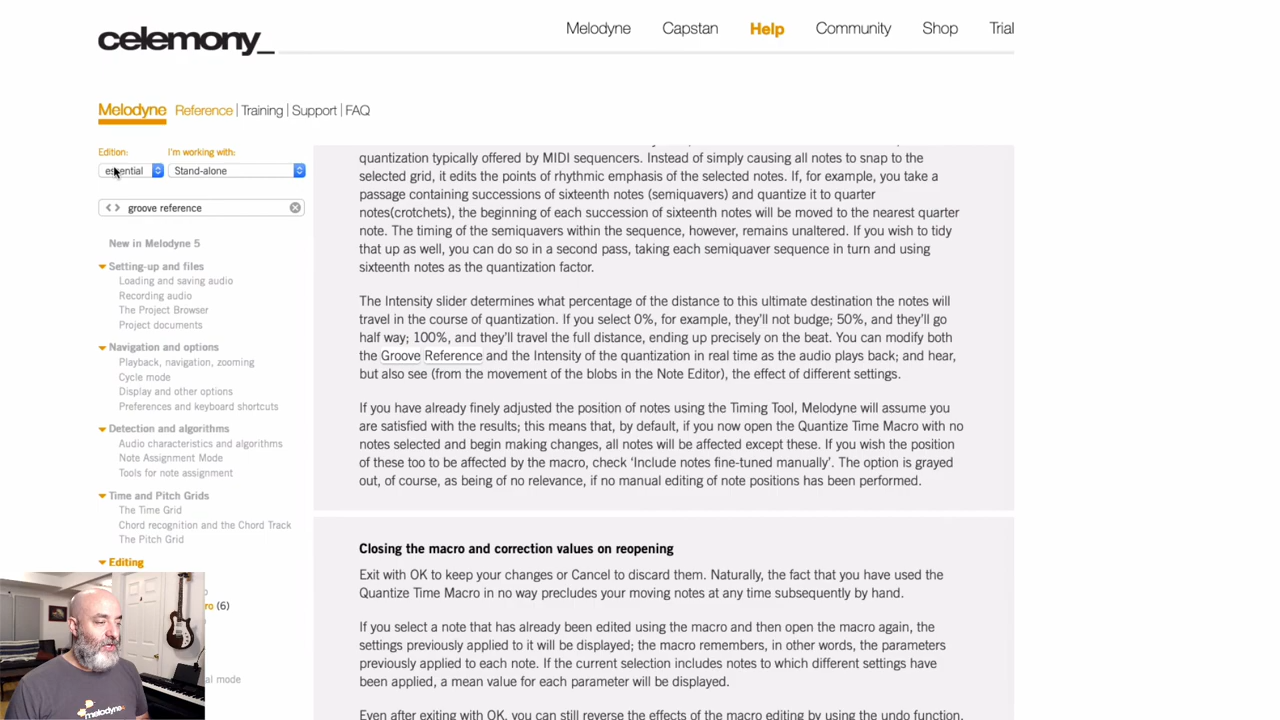 celemony_
Melodyne Capstan Help Community Shop Trial
Melodyne Reference | Training | Support | FAQ
Edition: I'm working with:
essential Stand-alone
groove reference
New in Melodyne 5
Setting-up and files
Loading and saving audio
Recording audio
The Project Browser
Project documents
Navigation and options
Playback, navigation, zooming
Cycle mode
Display and other options
Preferences and keyboard shortcuts
Detection and algorithms
Audio characteristics and algorithms
Note Assignment Mode
Tools for note assignment
Time and Pitch Grids
The Time Grid
Chord recognition and the Chord Track
The Pitch Grid
Editing
ro (6)
al mode
quantization typically offered by MIDI sequencers. Instead of simply causing all notes to snap to the
selected grid, it edits the points of rhythmic emphasis of the selected notes. If, for example, you take a
passage containing successions of sixteenth notes (semiquavers) and quantize it to quarter
notes(crotchets), the beginning of each succession of sixteenth notes will be moved to the nearest quarter
note. The timing of the semiquavers within the sequence, however, remains unaltered. If you wish to tidy
that up as well, you can do so in a second pass, taking each semiquaver sequence in turn and using
sixteenth notes as the quantization factor.
The Intensity slider determines what percentage of the distance to this ultimate destination the notes will
travel in the course of quantization. If you select 0%, for example, they'll not budge; 50%, and they'll go
half way; 100%, and they'll travel the full distance, ending up precisely on the beat. You can modify both
the Groove Reference and the Intensity of the quantization in real time as the audio plays back; and hear,
but also see (from the movement of the blobs in the Note Editor), the effect of different settings.
If you have already finely adjusted the position of notes using the Timing Tool, Melodyne will assume you
are satisfied with the results; this means that, by default, if you now open the Quantize Time Macro with no
notes selected and begin making changes, all notes will be affected except these. If you wish the position
of these too to be affected by the macro, check 'Include notes fine-tuned manually'. The option is grayed
out, of course, as being of no relevance, if no manual editing of note positions has been performed.
Closing the macro and correction values on reopening
Exit with OK to keep your changes or Cancel to discard them. Naturally, the fact that you have used the
Quantize Time Macro in no way precludes your moving notes at any time subsequently by hand.
If you select a note that has already been edited using the macro and then open the macro again, the
settings previously applied to it will be displayed; the macro remembers, in other words, the parameters
previously applied to each note. If the current selection includes notes to which different settings have
been applied, a mean value for each parameter will be displayed.
Even after exiting with OK, you can still reverse the effects of the macro editing by using the undo function,
melodyne